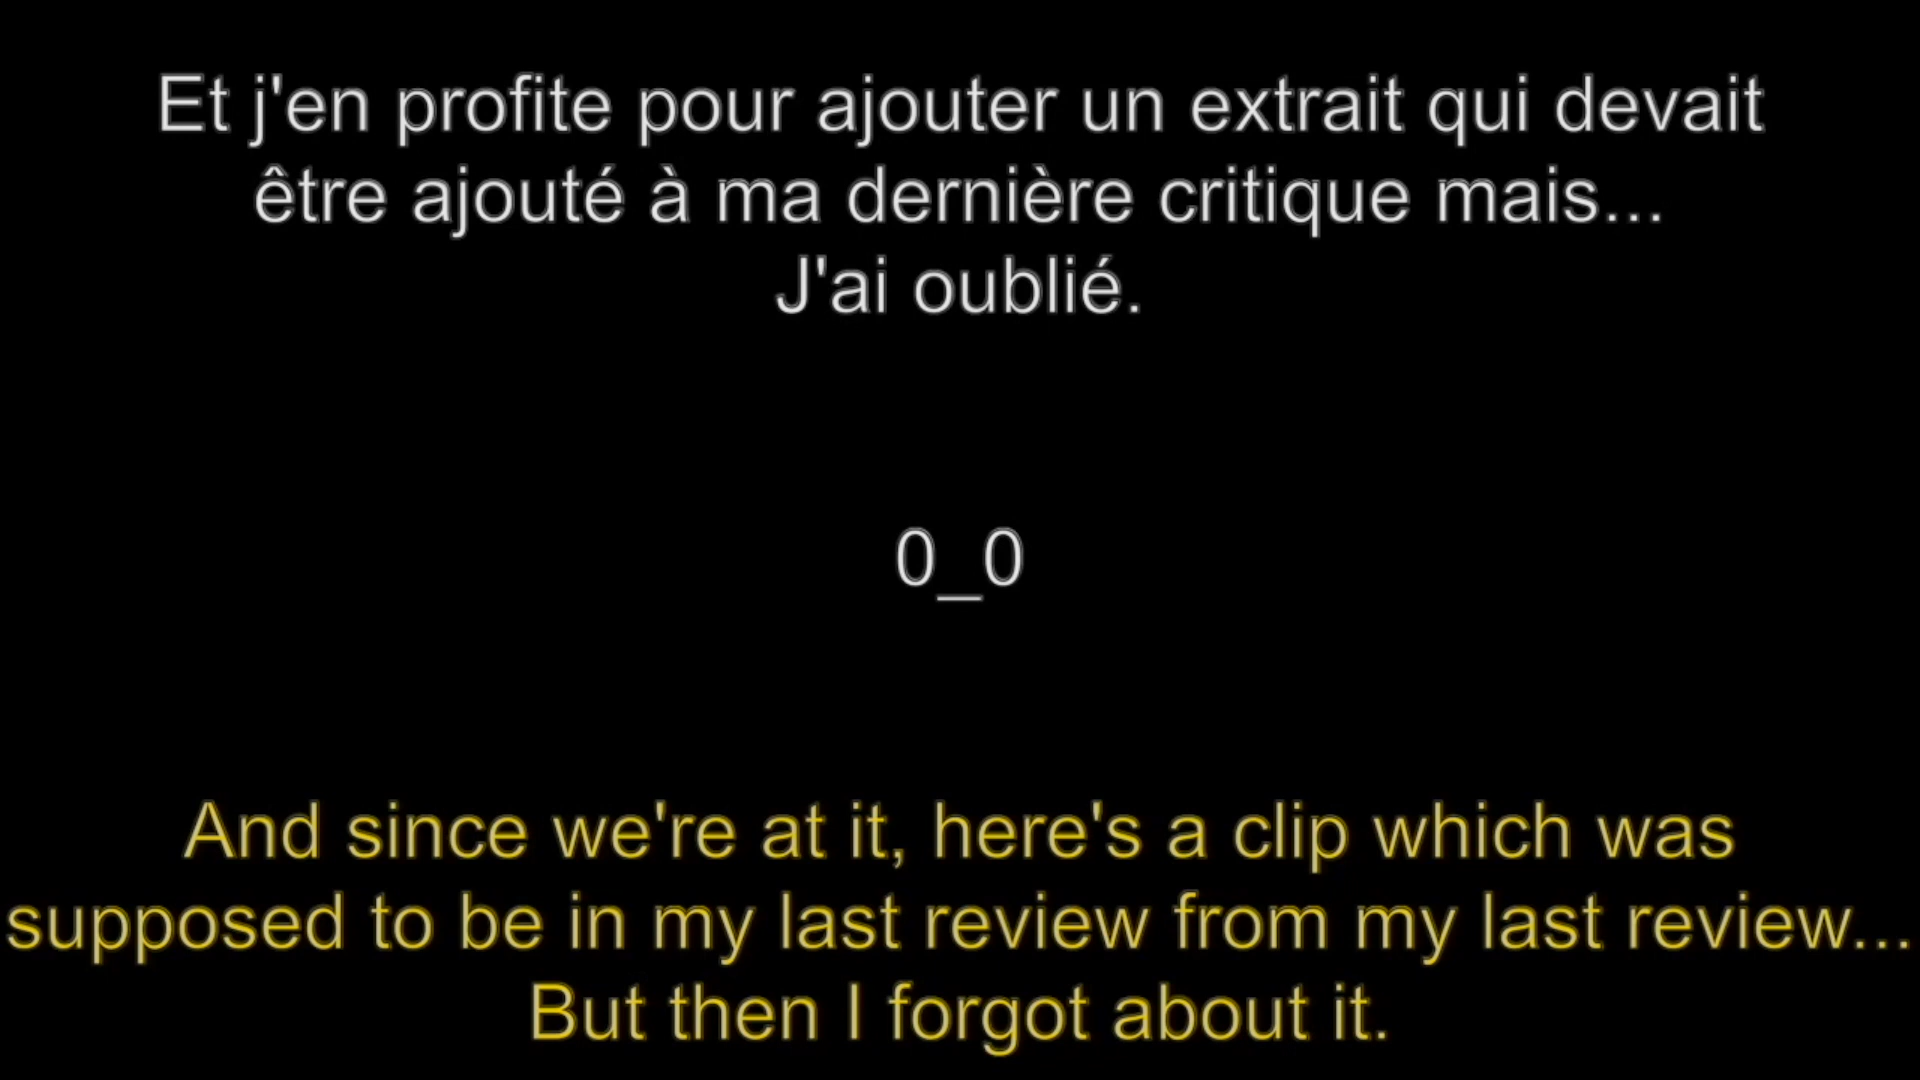 Et j'en profite pour ajouter un extrait qui devait
être ajouté à ma dernière critique mais...
J'ai oublié.
0_0
And since we're at it, here's a clip which was
supposed to be in my last review from my last review...
But then I forgot about it.